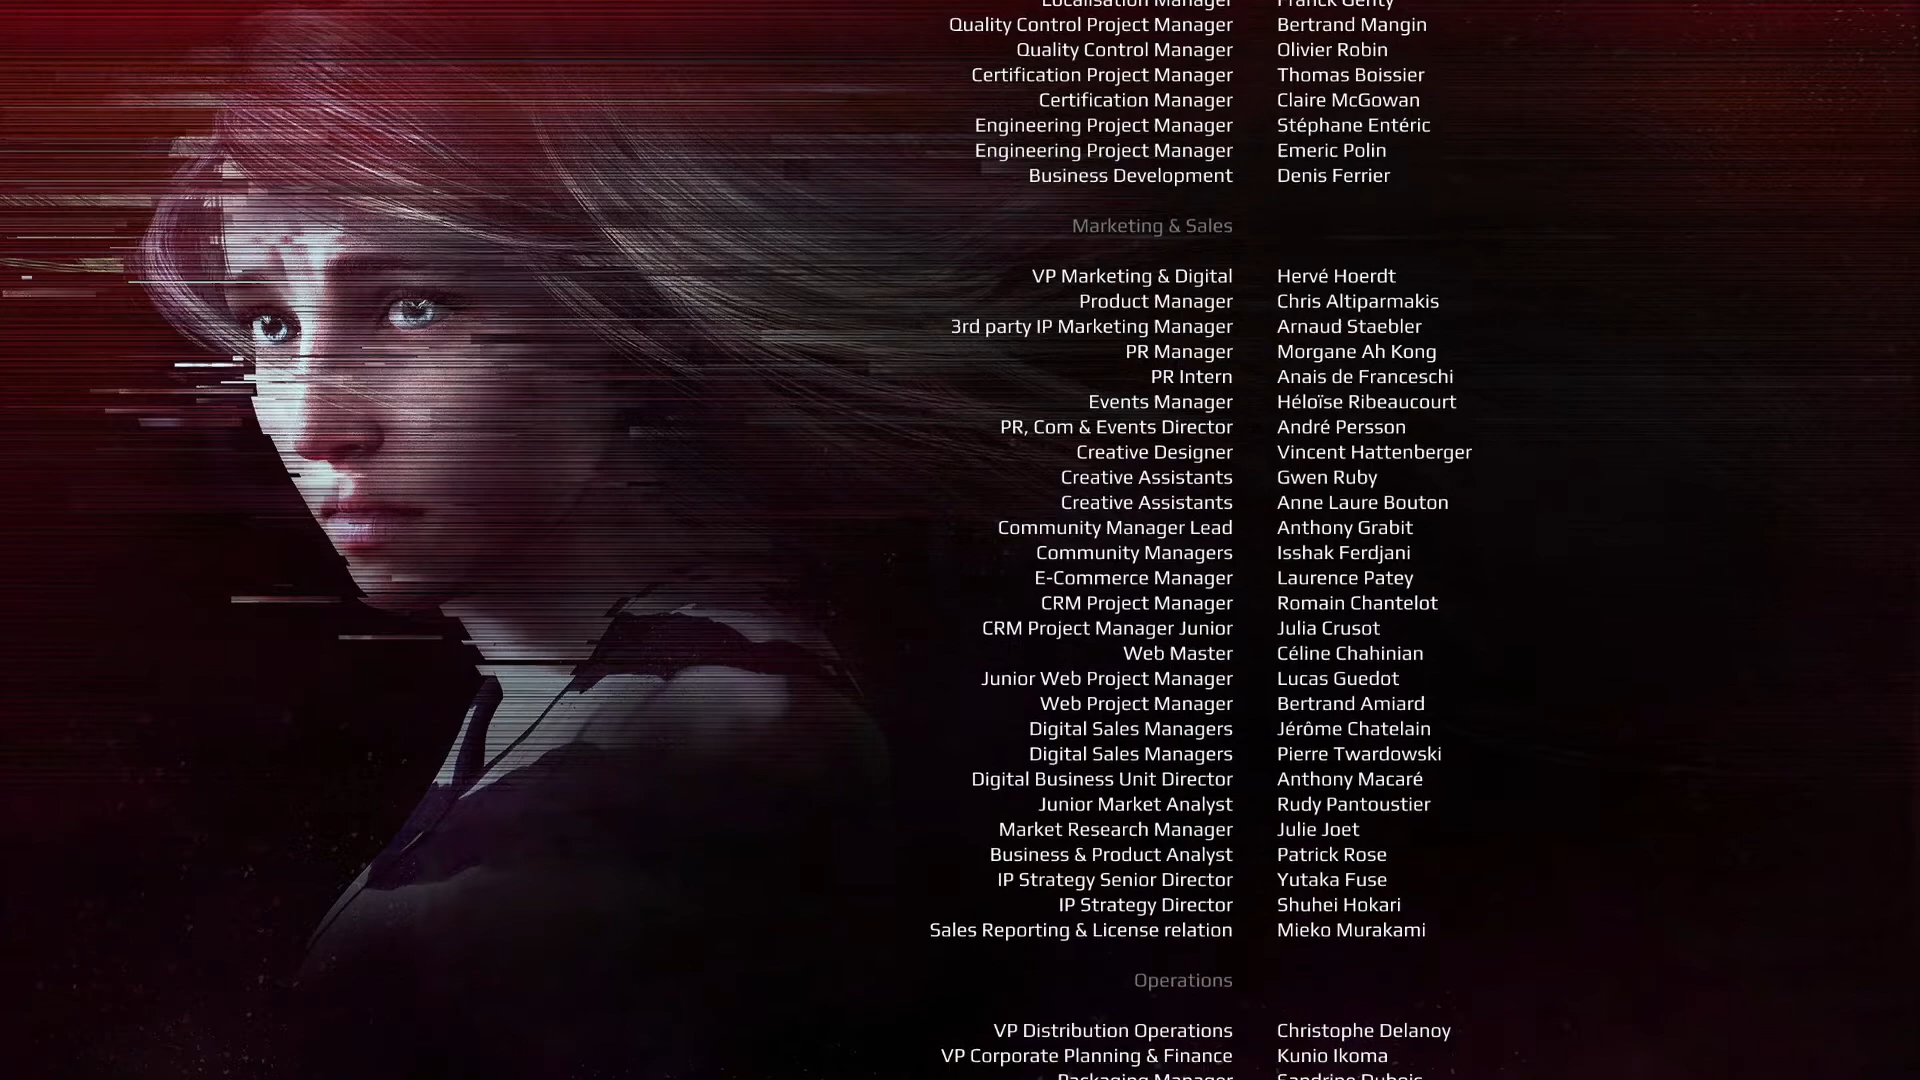 Localisation Manager Franck Genty
Quality Control Project Manager Bertrand Mangin
Quality Control Manager Olivier Robin
Certification Project Manager Thomas Boissier
Certification Manager Claire McGowan
Engineering Project Manager Stéphane Entéric
Engineering Project Manager Emeric Polin
Business Development Denis Ferrier
Marketing & Sales
VP Marketing & Digital Hervé Hoerdt
Product Manager Chris Altiparmakis
3rd party IP Marketing Manager Arnaud Staebler
PR Manager Morgane Ah Kong
PR Intern Anais de Franceschi
Events Manager Héloïse Ribeaucourt
PR, Com & Events Director André Persson
Creative Designer Vincent Hattenberger
Creative Assistants Gwen Ruby
Creative Assistants Anne Laure Bouton
Community Manager Lead Anthony Grabit
Community Managers Isshak Ferdjani
E-Commerce Manager Laurence Patey
CRM Project Manager Romain Chantelot
CRM Project Manager Junior Julia Crusot
Web Master Céline Chahinian
Junior Web Project Manager Lucas Guedot
Web Project Manager Bertrand Amiard
Digital Sales Managers Jérôme Chatelain
Digital Sales Managers Pierre Twardowski
Digital Business Unit Director Anthony Macaré
Junior Market Analyst Rudy Pantoustier
Market Research Manager Julie Joet
Business & Product Analyst Patrick Rose
IP Strategy Senior Director Yutaka Fuse
IP Strategy Director Shuhei Hokari
Sales Reporting & License relation Mieko Murakami
Operations
VP Distribution Operations Christophe Delanoy
VP Corporate Planning & Finance Kunio Ikoma
Packaging Manager Sandrine Dubois